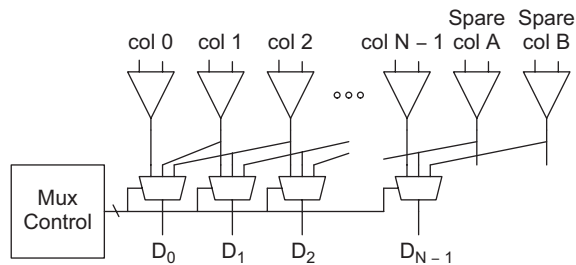 Spare Spare
col 0 col 1 col 2 col N – 1 col A col B
Mux
Control
D0 D1 D2 DN – 1